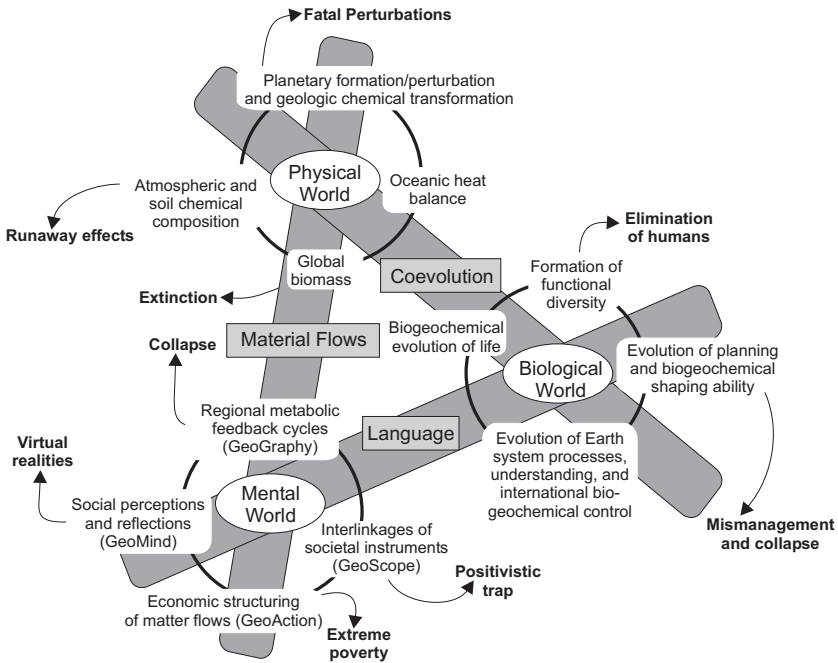 Fatal Perturbations
Planetary formation/perturbation
and geologic chemical transformation
Physical
World
Atmospheric and
soil chemical
composition
Oceanic heat
balance
Runaway effects
Global
biomass
Extinction
Coevolution
Elimination
of humans
Formation of
functional
diversity
Material Flows
Collapse
Biogeochemical
evolution of life
Biological
World
Evolution of planning
and biogeochemical
shaping ability
Regional metabolic
feedback cycles
(GeoGraphy)
Language
Evolution of Earth
system processes,
understanding, and
international bio-
geochemical control
Virtual
realities
Mental
World
Social perceptions
and reflections
(GeoMind)
Interlinkages of
societal instruments
(GeoScope)
Mismanagement
and collapse
Positivistic
trap
Economic structuring
of matter flows (GeoAction)
Extreme
poverty